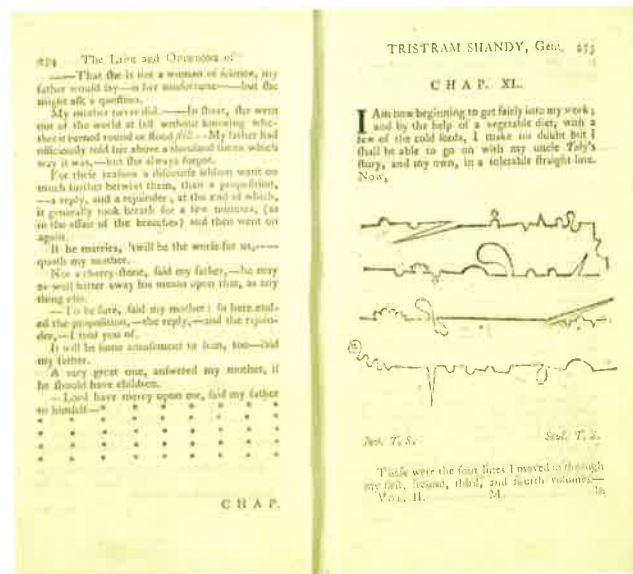 The Life and Opinions of
——That she is not a woman of science, my
father would say—is her misfortune——but she
might ask a question.
My mother never did.——In short, she went
out of the world at last without knowing whe-
ther it turned round or stood still.—My father had
officiously told her above a thousand times which
way it was,—but she always forgot.
For these reasons a discourse seldom went on
much further betwixt them, than a proposition,
—a reply, and a rejoinder; at the end of which,
it generally took breath for a few minutes, (as
in the affair of the breeches) and then went on
again.
If he marries, 'twill be the worse for us,——
quoth my mother.
Not a cherry-stone, said my father,—he may
as well batter away his means upon that, as any
thing else.
—To be sure, said my mother: so here end-
ed the proposition,—the reply,—and the rejoin-
der,—I told you of.
It will be some amusement to him, too—said
my father.
A very great one, answered my mother, if
he should have children.
—Lord have mercy upon me, said my father
to himself—* * * * * *
* * * * * * * *
* * * * * * * *
* * * * * * * *
* * * * * * * *
CHAP.
TRISTRAM SHANDY, Gent. 275
CHAP. XL.
I Am now beginning to get fairly into my work;
and by the help of a vegetable diet, with a
few of the cold seeds, I make no doubt but I
shall be able to go on with my uncle Toby's
story, and my own, in a tolerable straight line.
Now,
T. S. Scul. T. S.
These were the four lines I moved in through
my first, second, third, and fourth volumes.—
VOL. II. M